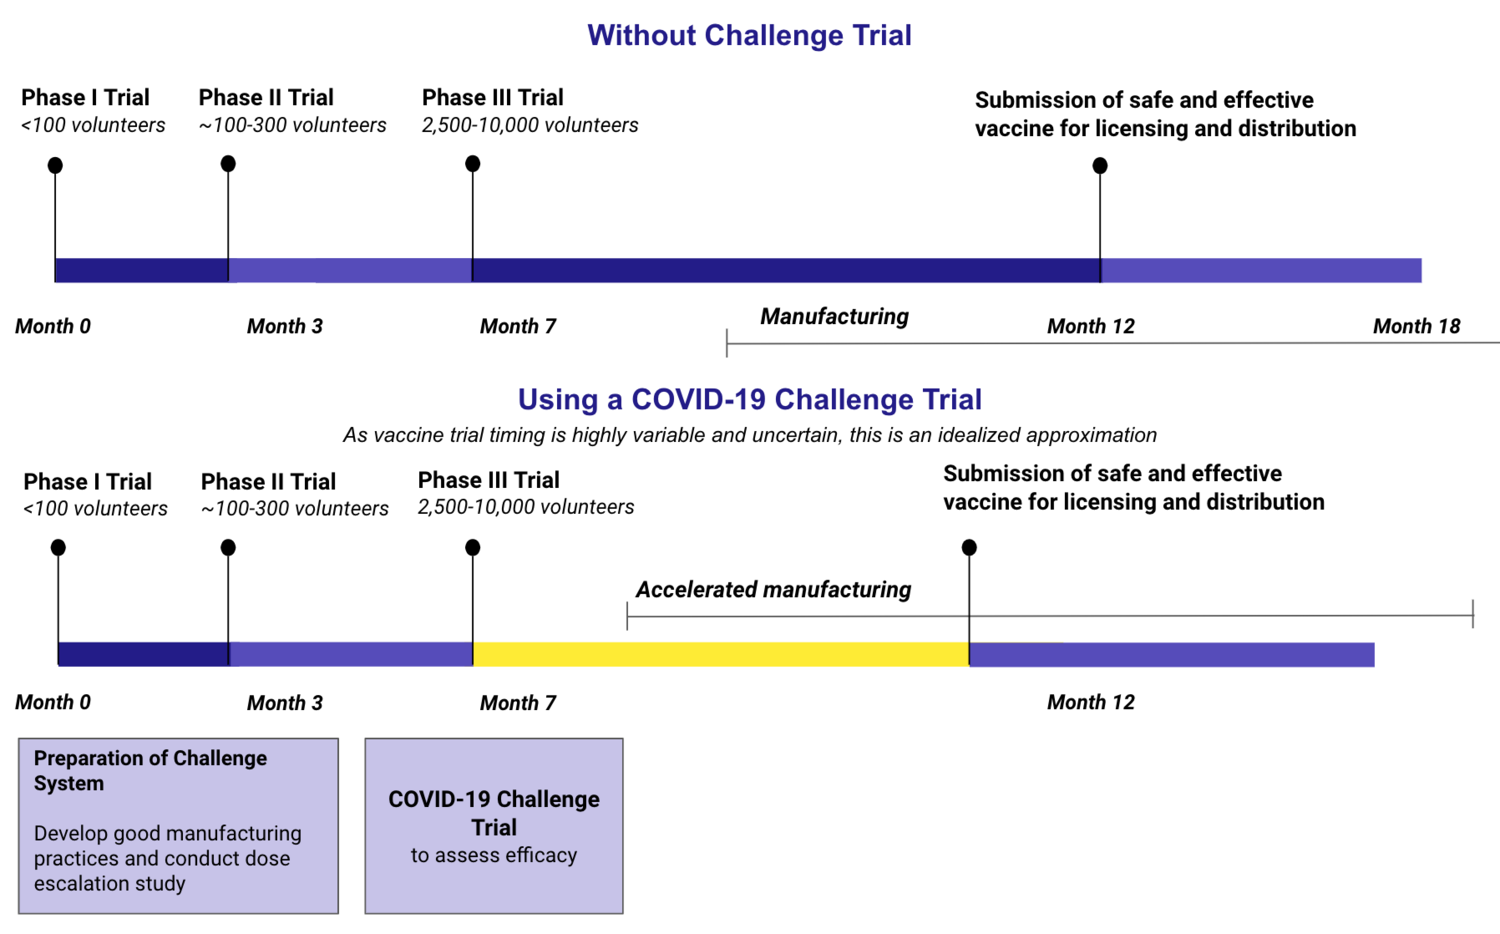 Without Challenge Trial
Phase I Trial
<100 volunteers
Phase II Trial
~100-300 volunteers
Phase III Trial
2,500-10,000 volunteers
Submission of safe and effective
vaccine for licensing and distribution
Month 0
Month 3
Month 7
Manufacturing
Month 12
Month 18
Using a COVID-19 Challenge Trial
As vaccine trial timing is highly variable and uncertain, this is an idealized approximation
Phase I Trial
<100 volunteers
Phase II Trial
~100-300 volunteers
Phase III Trial
2,500-10,000 volunteers
Submission of safe and effective
vaccine for licensing and distribution
Accelerated manufacturing
Month 0
Month 3
Month 7
Month 12
Preparation of Challenge
System
Develop good manufacturing
practices and conduct dose
escalation study
COVID-19 Challenge
Trial
to assess efficacy